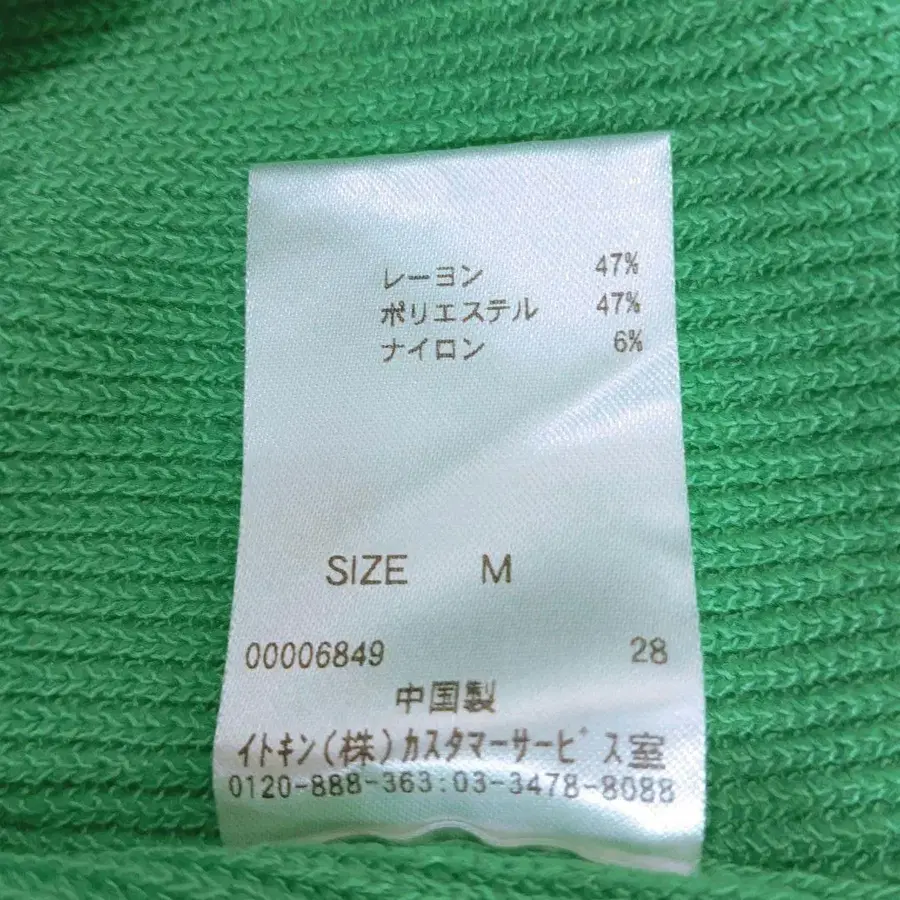 レーヨン 47%
ポリエステル 47%
ナイロン 6%
SIZE M
00006849 28
中国製
イトキン(株)カスタマーサービス室
0120-888-363:03-3478-8088